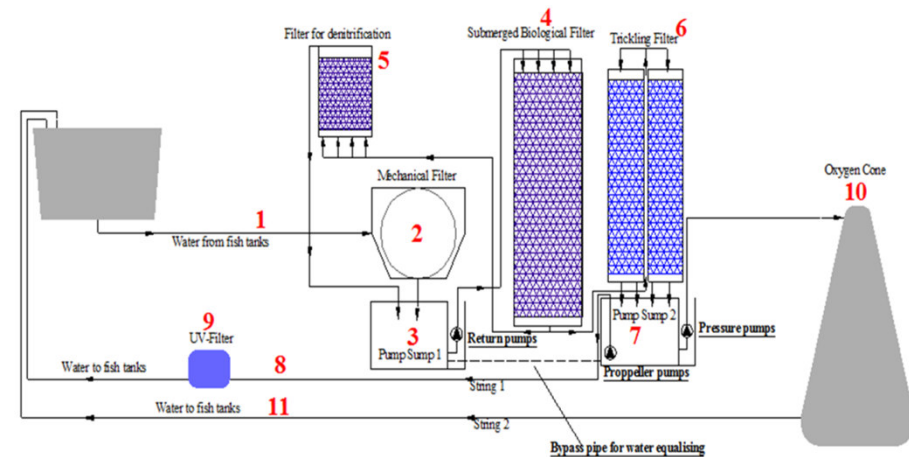 4
Submerged Biological Filter
6
Trickling Filter
Filter for denitrification
5
Oxygen Cone
10
Mechanical Filter
1
Water from fish tanks
2
3
Pump Sump 1
Return pumps
Pump Sump 2
7
Pressure pumps
Proppeller pumps
9
UV-Filter
Water to fish tanks
8
String 1
Water to fish tanks
11
String 2
Bypass pipe for water equalising